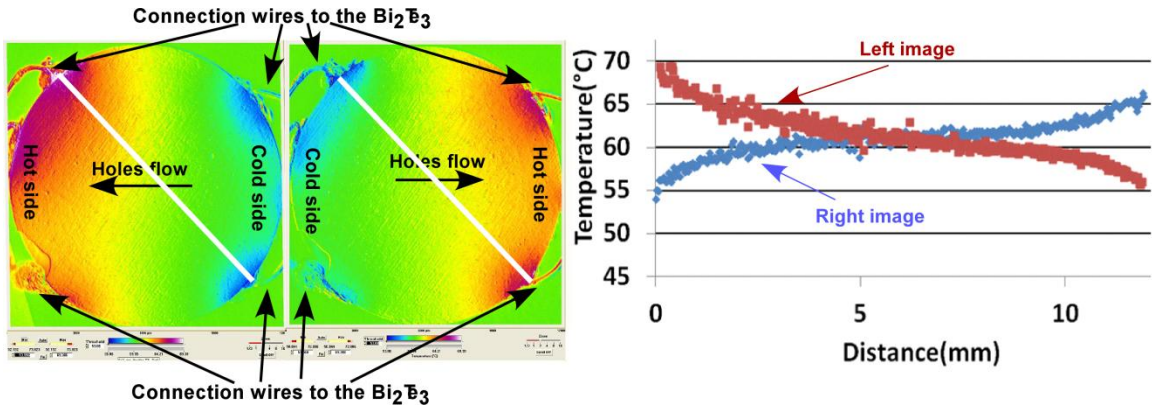 Connection wires to the Bi₂Te₃
Hot side
Holes flow
Cold side
Cold side
Holes flow
Hot side
Connection wires to the Bi₂Te₃
Temperature(°C)
70
65
60
55
50
45
Left image
Right image
0
5
10
Distance(mm)